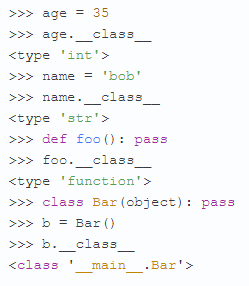 >>> age = 35
>>> age.__class__
<type 'int'>
>>> name = 'bob'
>>> name.__class__
<type 'str'>
>>> def foo(): pass
>>> foo.__class__
<type 'function'>
>>> class Bar(object): pass
>>> b = Bar()
>>> b.__class__
<class '__main__.Bar'>